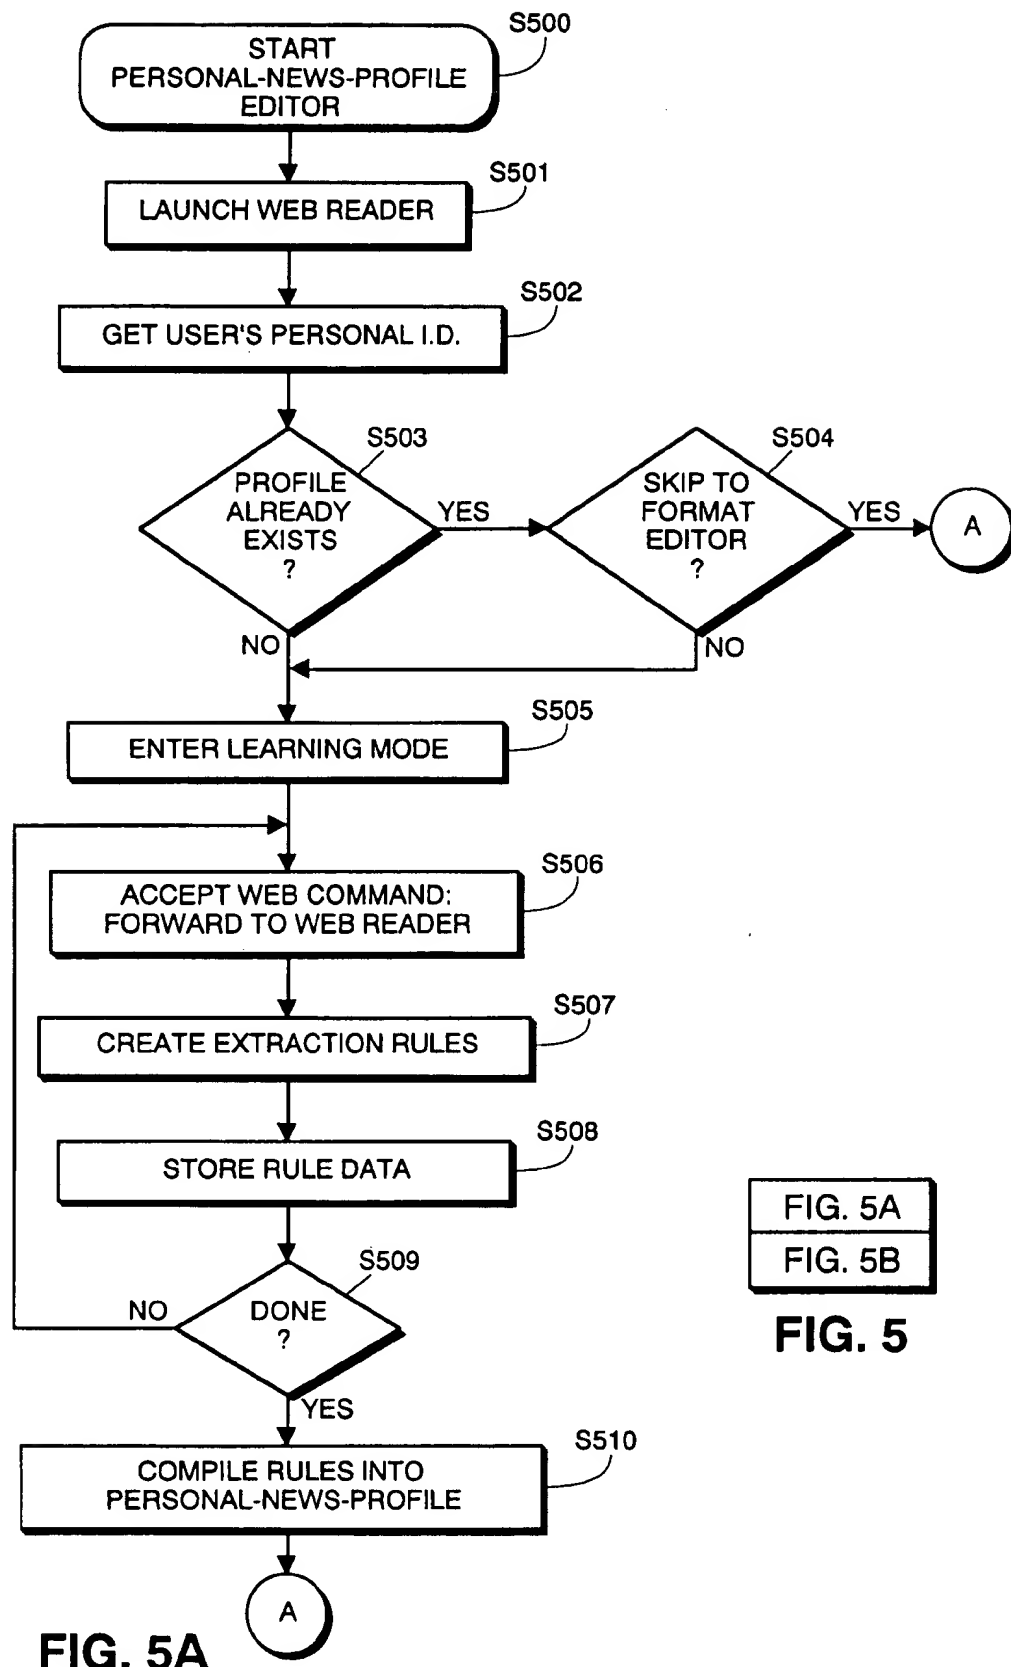 S500
START
PERSONAL-NEWS-PROFILE
EDITOR
S501
LAUNCH WEB READER
S502
GET USER'S PERSONAL I.D.
S503
PROFILE
ALREADY
EXISTS
?
YES
NO
S504
SKIP TO
FORMAT
EDITOR
?
YES
NO
A
S505
ENTER LEARNING MODE
S506
ACCEPT WEB COMMAND:
FORWARD TO WEB READER
S507
CREATE EXTRACTION RULES
S508
STORE RULE DATA
S509
DONE
?
NO
YES
S510
COMPILE RULES INTO
PERSONAL-NEWS-PROFILE
A
FIG. 5A
FIG. 5A
FIG. 5B
FIG. 5